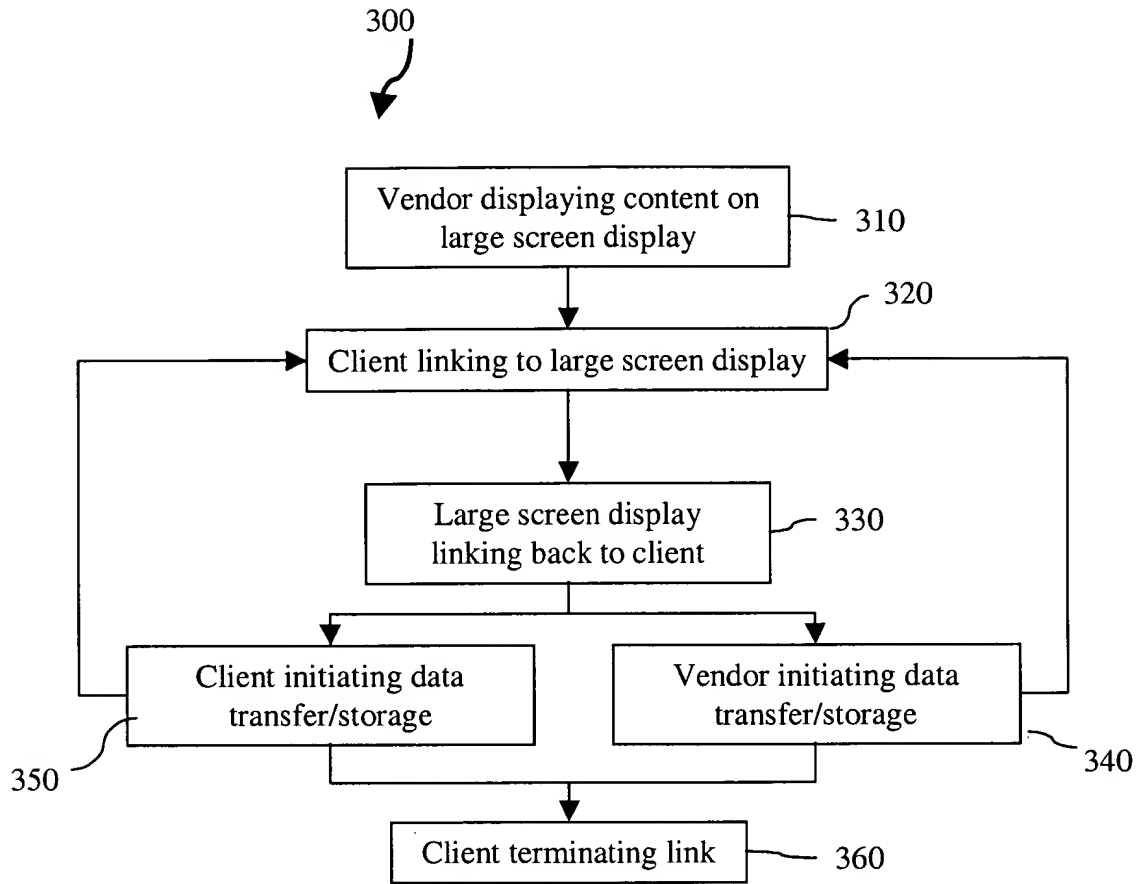 300
Vendor displaying content on
large screen display
310
320
Client linking to large screen display
Large screen display
linking back to client
330
Client initiating data
transfer/storage
Vendor initiating data
transfer/storage
350
340
Client terminating link
360